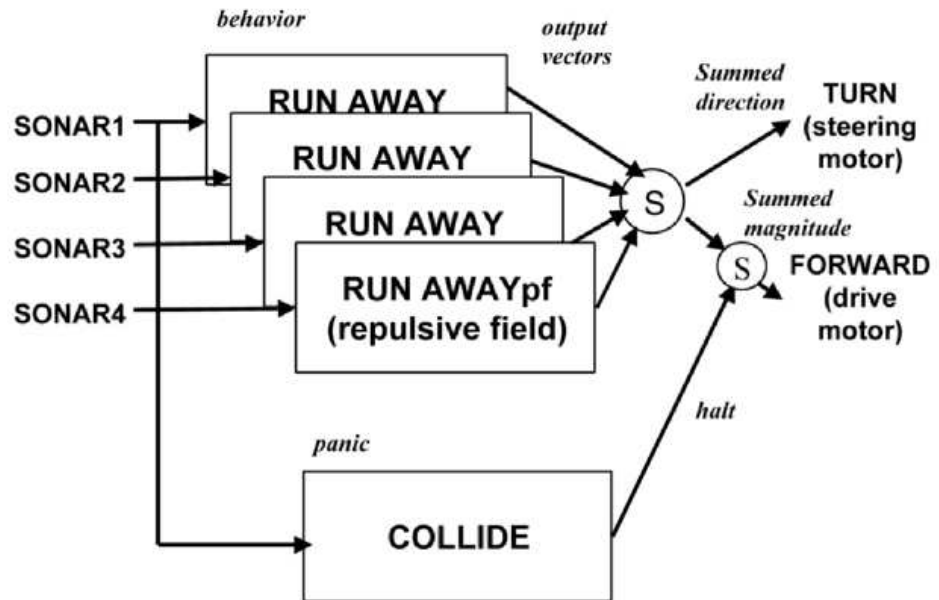 behavior
output
vectors
RUN AWAY
Summed
direction
TURN
(steering
motor)
SONAR1
RUN AWAY
SONAR2
S
Summed
magnitude
RUN AWAY
SONAR3
S
FORWARD
(drive
motor)
RUN AWAYpf
(repulsive field)
SONAR4
halt
panic
COLLIDE